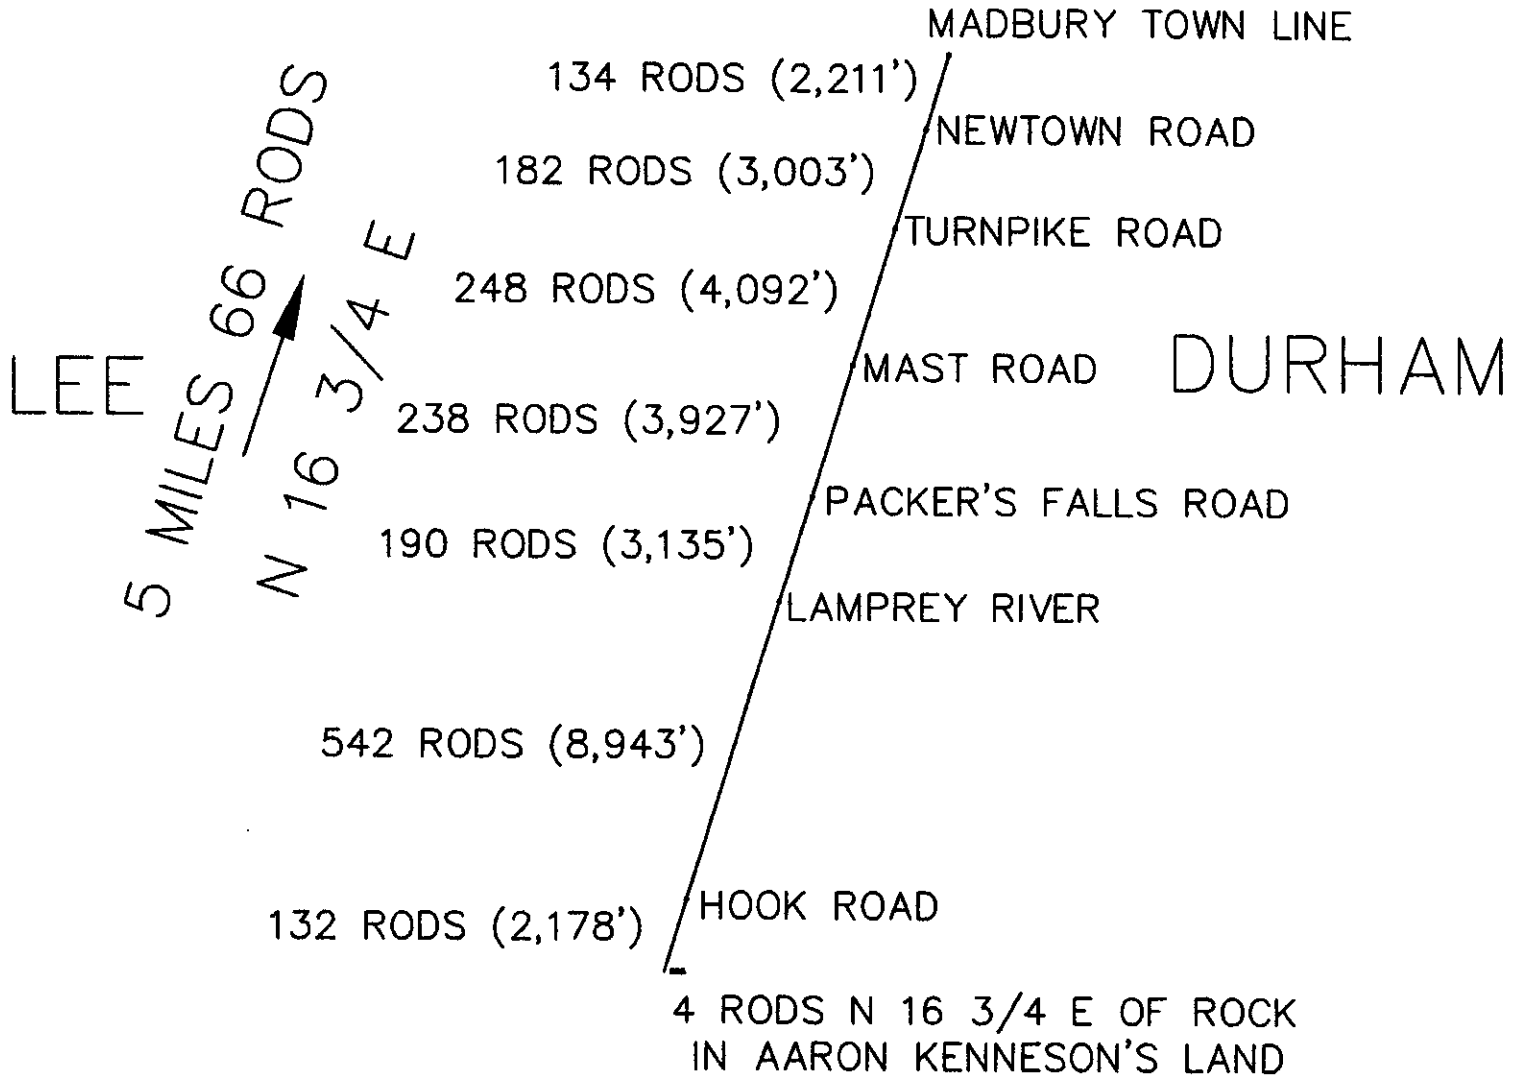 MADBURY TOWN LINE
134 RODS (2,211')
NEWTOWN ROAD
182 RODS (3,003')
TURNPIKE ROAD
248 RODS (4,092')
5 MILES 66 RODS
N 16 3/4 E
LEE
MAST ROAD
DURHAM
238 RODS (3,927')
PACKER'S FALLS ROAD
190 RODS (3,135')
LAMPREY RIVER
542 RODS (8,943')
HOOK ROAD
132 RODS (2,178')
4 RODS N 16 3/4 E OF ROCK
IN AARON KENNESON'S LAND